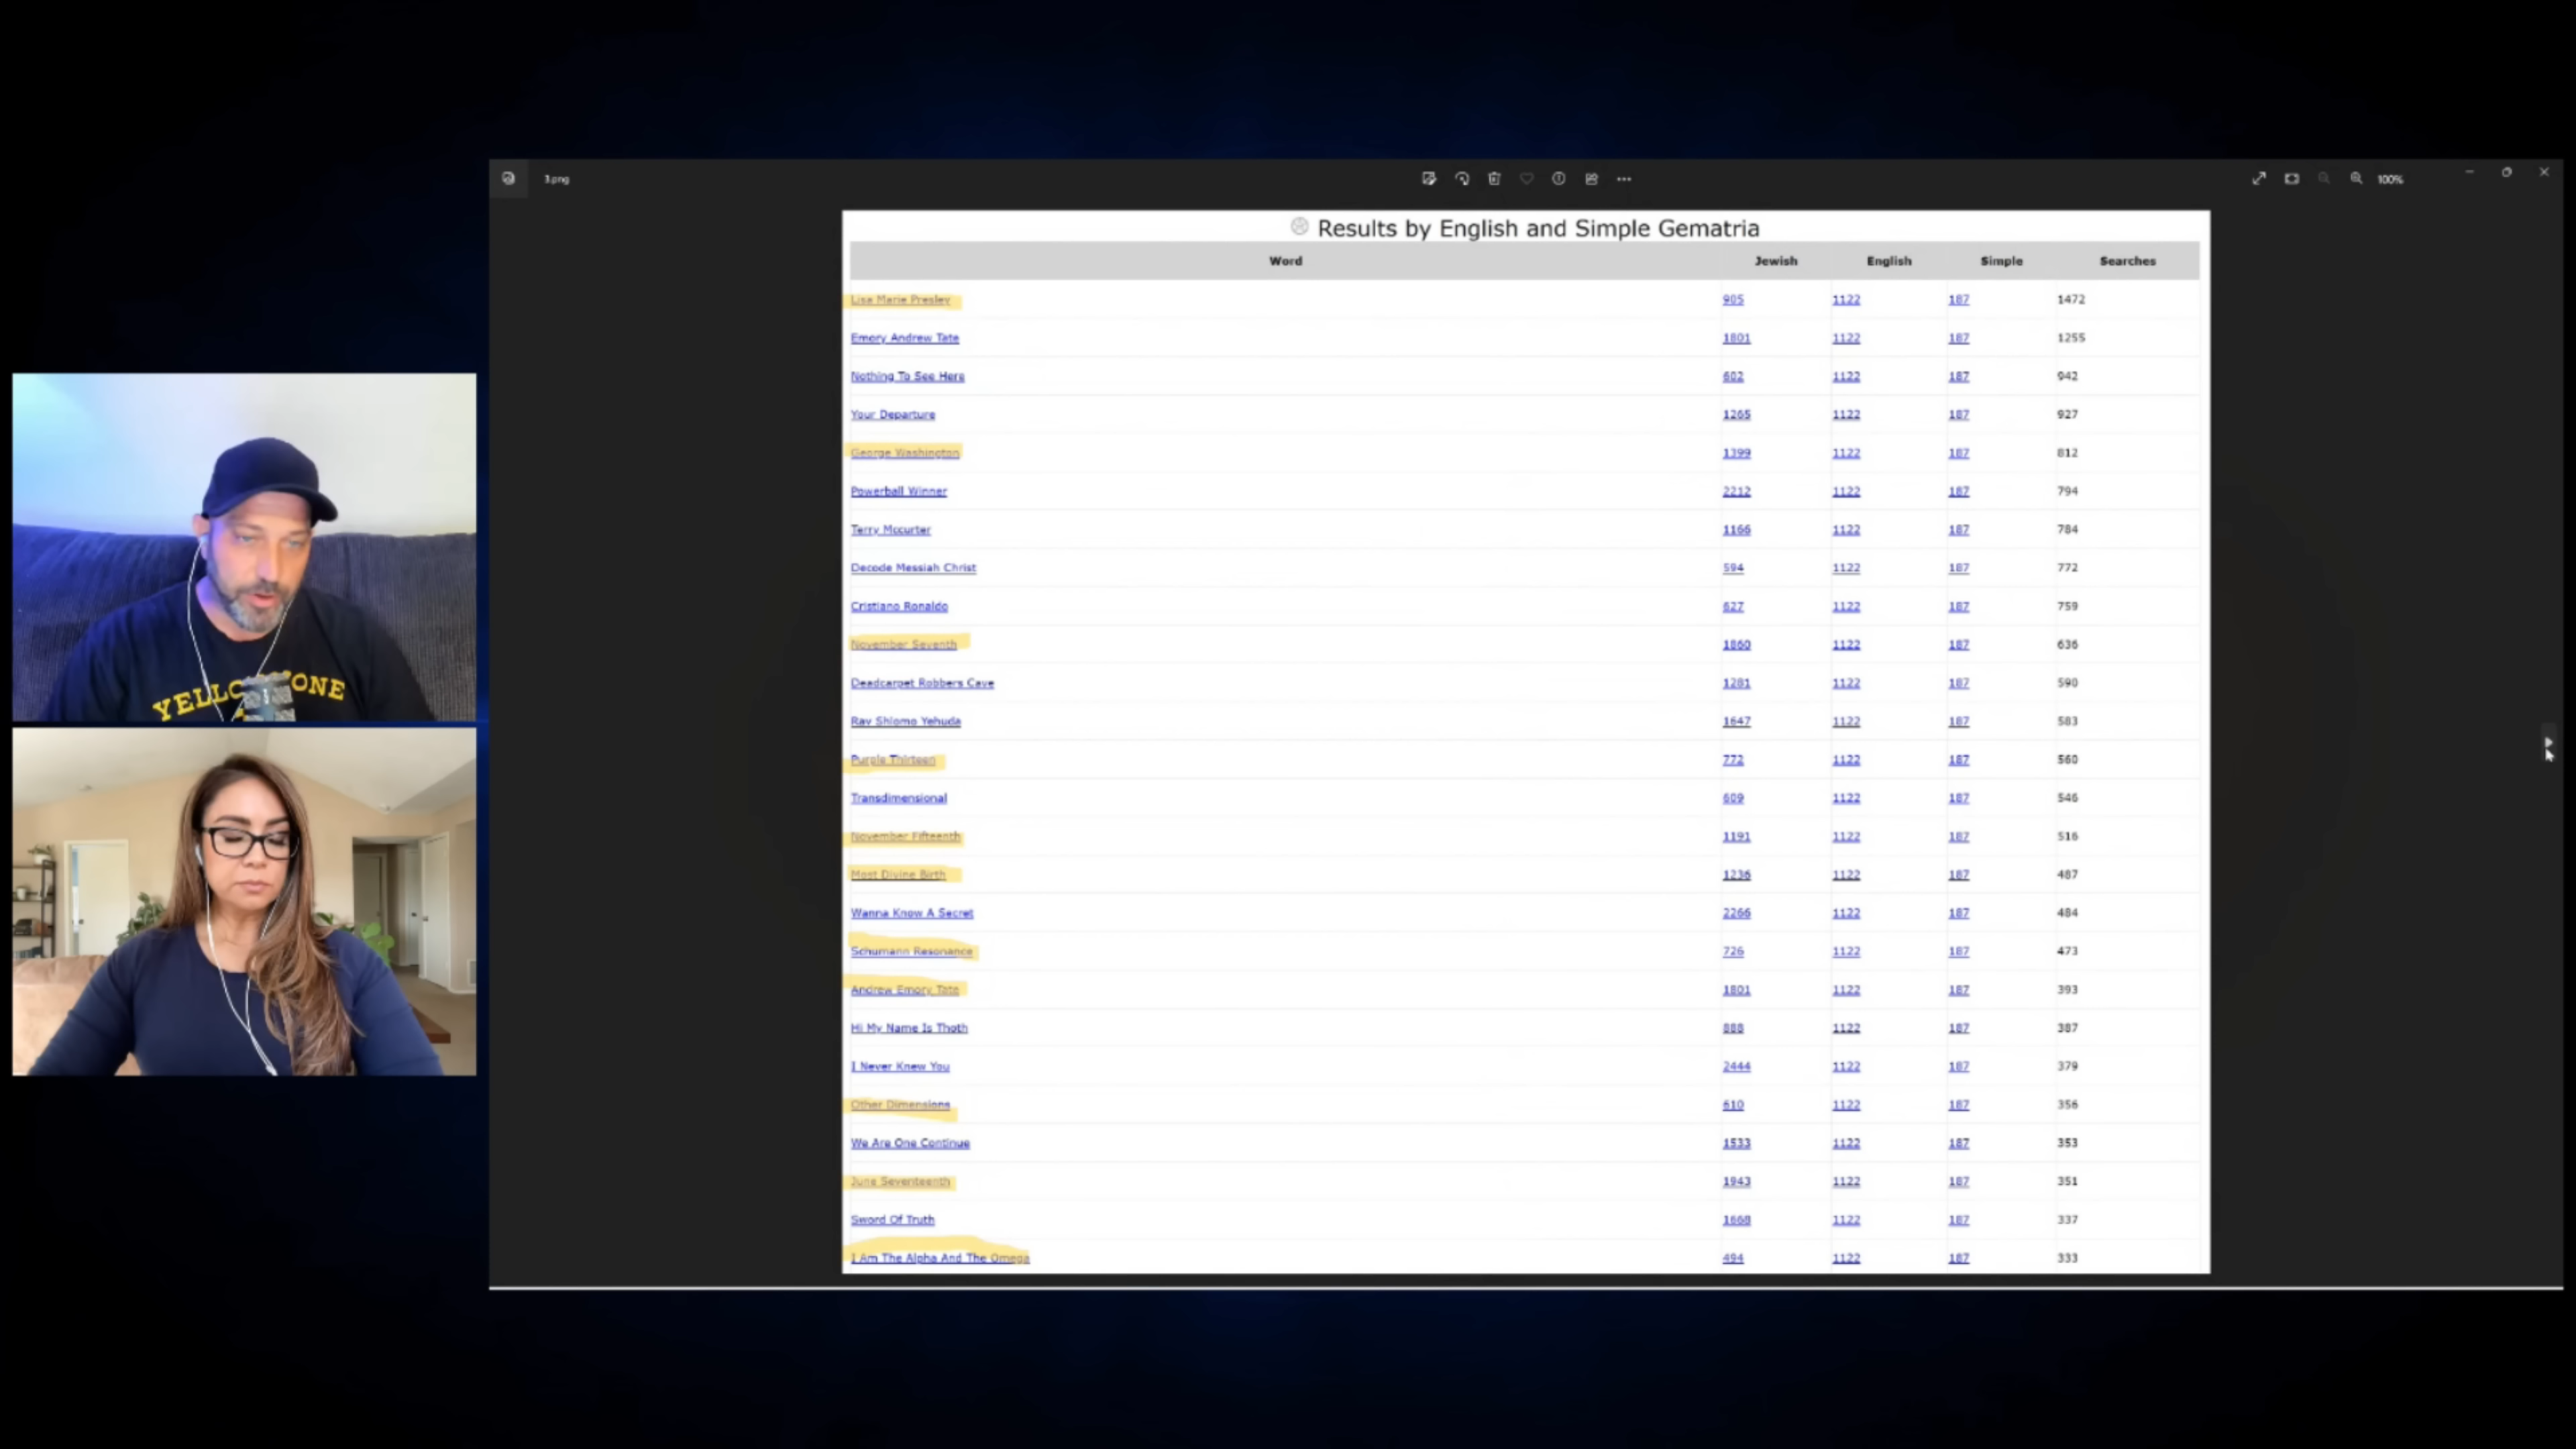 3.png
100%
Results by English and Simple Gematria
Word Jewish English Simple Searches
Lisa Marie Presley 905 1122 187 1472
Emory Andrew Tate 1801 1122 187 1255
Nothing To See Here 602 1122 187 942
Your Departure 1265 1122 187 927
George Washington 1399 1122 187 812
Powerball Winner 2212 1122 187 794
Terry Mccurter 1166 1122 187 784
Decode Messiah Christ 594 1122 187 772
Cristiano Ronaldo 627 1122 187 759
November Seventh 1860 1122 187 636
Deadcarpet Robbers Cave 1281 1122 187 590
Rav Shlomo Yehuda 1647 1122 187 583
Purple Thirteen 772 1122 187 560
Transdimensional 609 1122 187 546
November Fifteenth 1191 1122 187 516
Most Divine Birth 1236 1122 187 487
Wanna Know A Secret 2266 1122 187 484
Schumann Resonance 726 1122 187 473
Andrew Emory Tate 1801 1122 187 393
Hi My Name Is Thoth 888 1122 187 387
I Never Knew You 2444 1122 187 379
Other Dimensions 610 1122 187 356
We Are One Continue 1533 1122 187 353
June Seventeenth 1943 1122 187 351
Sword Of Truth 1668 1122 187 337
I Am The Alpha And The Omega 494 1122 187 333